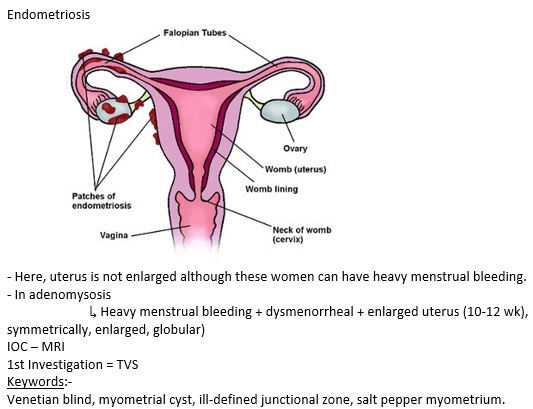 Endometriosis
Falopian Tubes
Ovary
Womb (uterus)
Womb lining
Patches of
endometriosis
Neck of womb
(cervix)
Vagina
- Here, uterus is not enlarged although these women can have heavy menstrual bleeding.
- In adenomysosis
↳ Heavy menstrual bleeding + dysmenorrheal + enlarged uterus (10-12 wk),
symmetrically, enlarged, globular)
IOC – MRI
1st Investigation = TVS
Keywords:-
Venetian blind, myometrial cyst, ill-defined junctional zone, salt pepper myometrium.